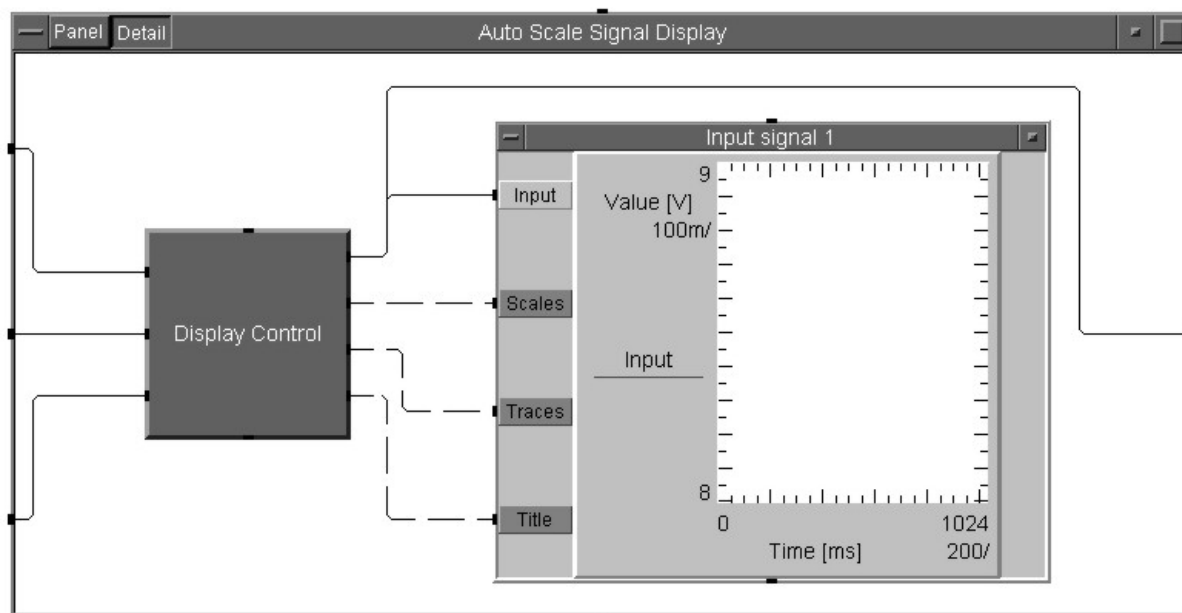 Panel Detail Auto Scale Signal Display
Input signal 1
Input
Scales
Traces
Title
Display Control
9
Value [V]
100m/
Input
8
0 1024
Time [ms] 200/